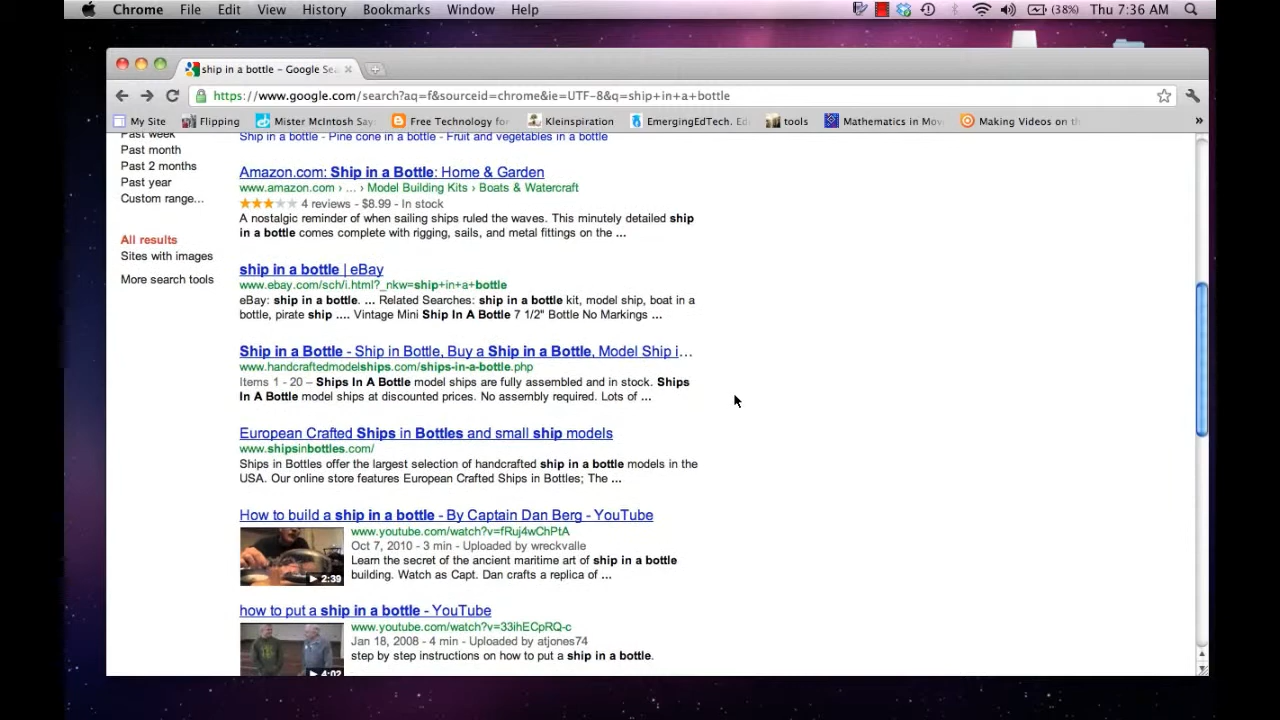 Chrome File Edit View History Bookmarks Window Help (38%) Thu 7:36 AM
ship in a bottle – Google Sea
https://www.google.com/search?aq=f&sourceid=chrome&ie=UTF-8&q=ship+in+a+bottle
My Site Flipping Mister McIntosh Say Free Technology for Kleinspiration EmergingEdTech. Ed tools Mathematics in Mov Making Videos on th »
Past week
Past month
Past 2 months
Past year
Custom range...
All results
Sites with images
More search tools
Ship in a bottle - Pine cone in a bottle - Fruit and vegetables in a bottle
Amazon.com: Ship in a Bottle: Home & Garden
www.amazon.com › ... › Model Building Kits › Boats & Watercraft
4 reviews - $8.99 - In stock
A nostalgic reminder of when sailing ships ruled the waves. This minutely detailed ship
in a bottle comes complete with rigging, sails, and metal fittings on the ...
ship in a bottle | eBay
www.ebay.com/sch/i.html?_nkw=ship+in+a+bottle
eBay: ship in a bottle. ... Related Searches: ship in a bottle kit, model ship, boat in a
bottle, pirate ship .... Vintage Mini Ship In A Bottle 7 1/2" Bottle No Markings ...
Ship in a Bottle - Ship in Bottle, Buy a Ship in a Bottle, Model Ship i...
www.handcraftedmodelships.com/ships-in-a-bottle.php
Items 1 - 20 – Ships In A Bottle model ships are fully assembled and in stock. Ships
In A Bottle model ships at discounted prices. No assembly required. Lots of ...
European Crafted Ships in Bottles and small ship models
www.shipsinbottles.com/
Ships in Bottles offer the largest selection of handcrafted ship in a bottle models in the
USA. Our online store features European Crafted Ships in Bottles; The ...
How to build a ship in a bottle - By Captain Dan Berg - YouTube
www.youtube.com/watch?v=fRuj4wChPtA
Oct 7, 2010 - 3 min - Uploaded by wreckvalle
Learn the secret of the ancient maritime art of ship in a bottle
building. Watch as Capt. Dan crafts a replica of ...
2:39
how to put a ship in a bottle - YouTube
www.youtube.com/watch?v=33ihECpRQ-c
Jan 18, 2008 - 4 min - Uploaded by atjones74
step by step instructions on how to put a ship in a bottle.
4:02